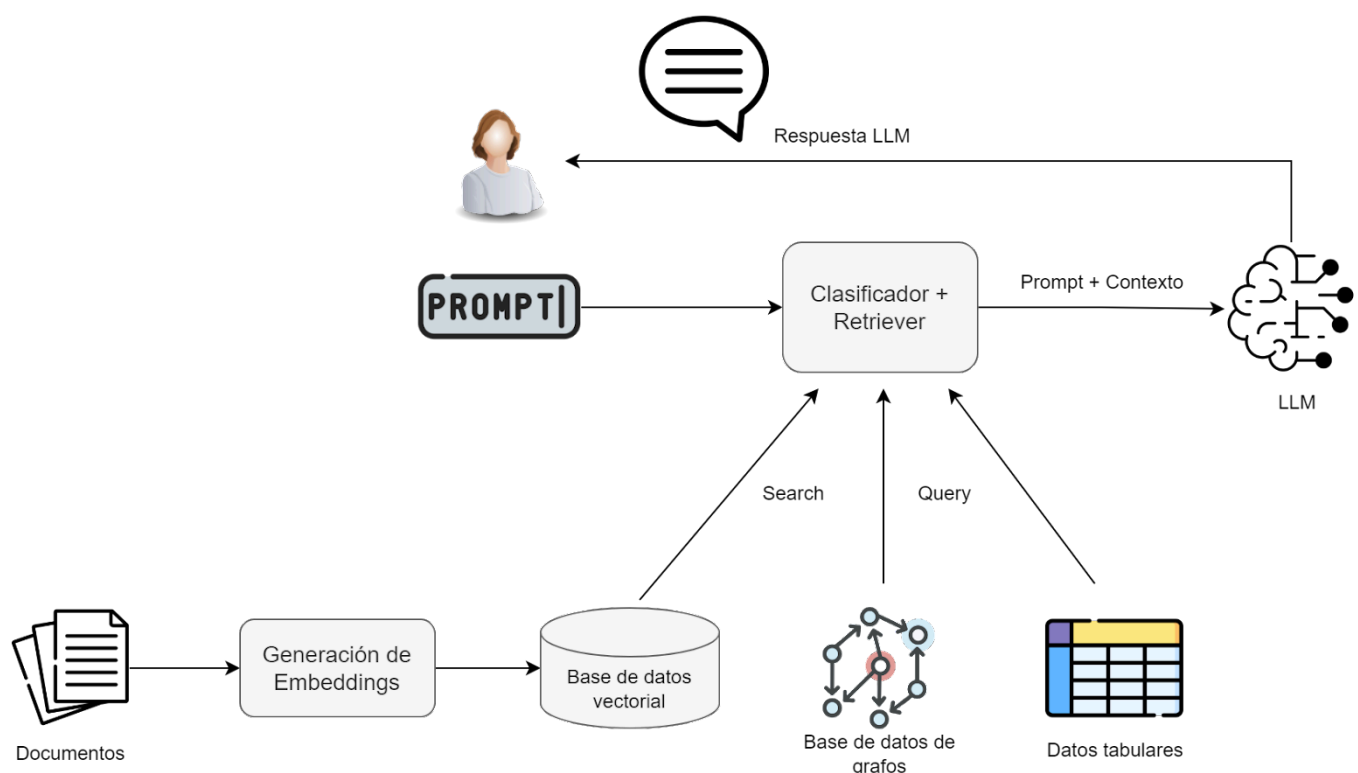 Respuesta LLM
PROMPT
Clasificador +
Retriever
Prompt + Contexto
LLM
Search
Query
Generación de
Embeddings
Base de datos
vectorial
Documentos
Base de datos de
grafos
Datos tabulares